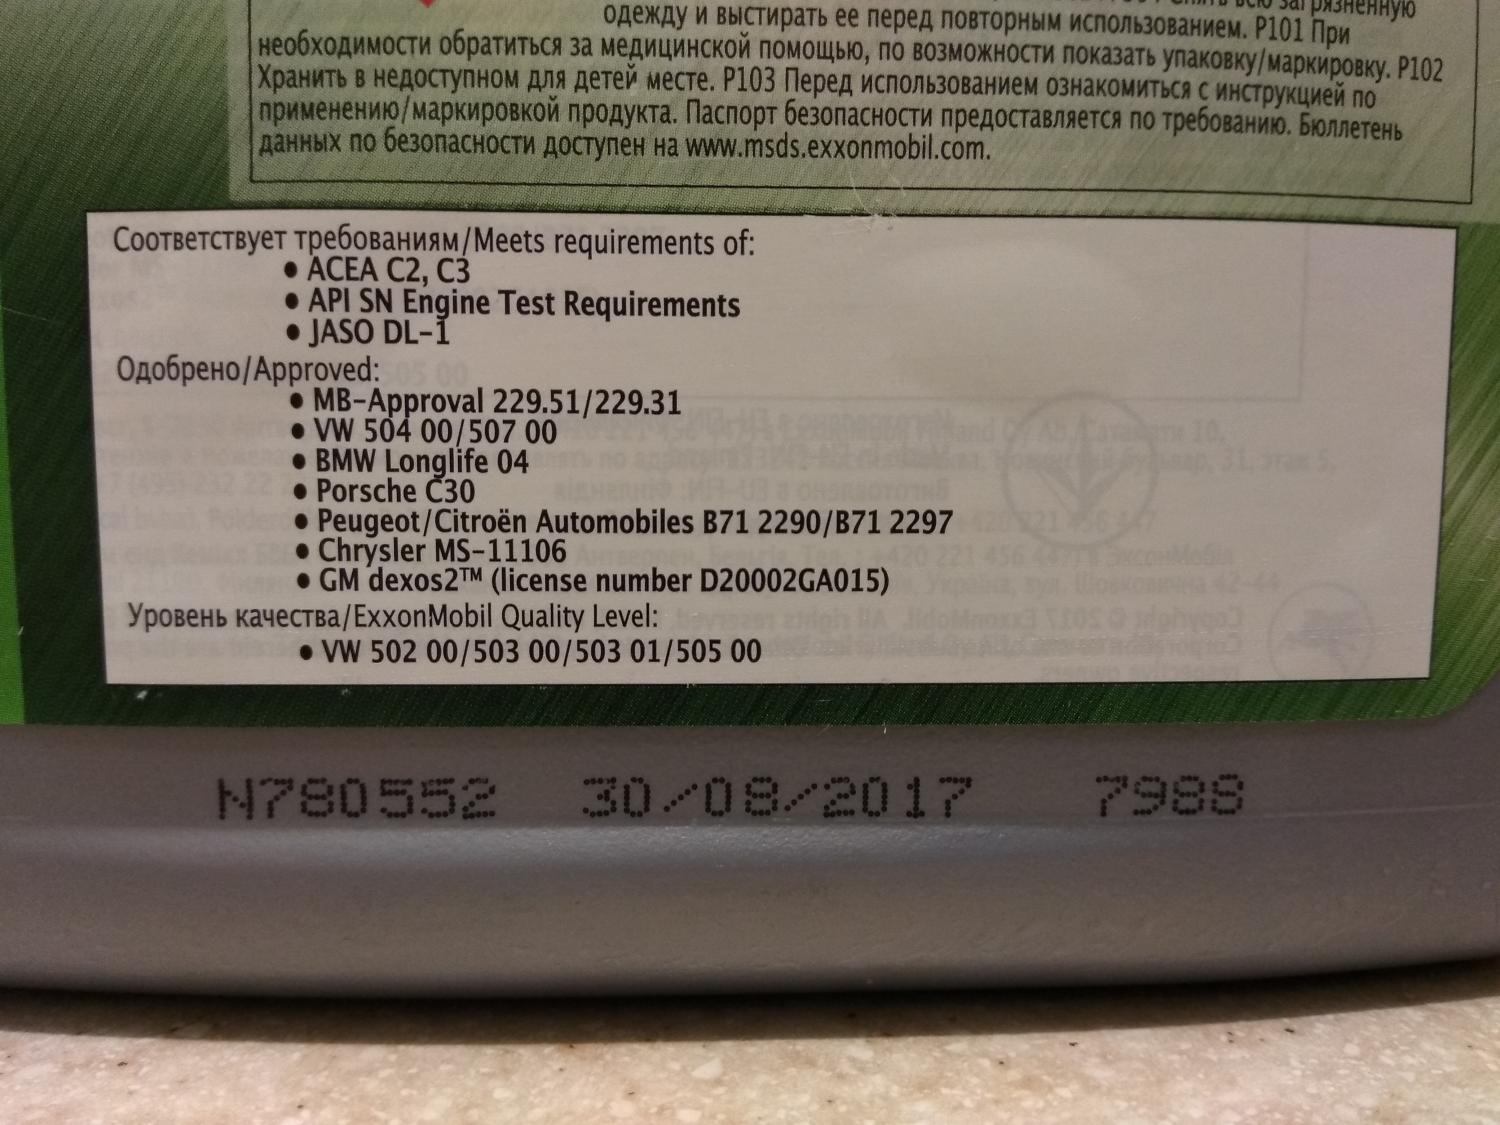 всю загрязненную
одежду и выстирать ее перед повторным использованием. P101 При
необходимости обратиться за медицинской помощью, по возможности показать упаковку/маркировку. P102
Хранить в недоступном для детей месте. P103 Перед использованием ознакомиться с инструкцией по
применению/маркировкой продукта. Паспорт безопасности предоставляется по требованию. Бюллетень
данных по безопасности доступен на www.msds.exxonmobil.com.
Соответствует требованиям/Meets requirements of:
• ACEA C2, C3
• API SN Engine Test Requirements
• JASO DL-1
Одобрено/Approved:
• MB-Approval 229.51/229.31
• VW 504 00/507 00
• BMW Longlife 04
• Porsche C30
• Peugeot/Citroën Automobiles B71 2290/B71 2297
• Chrysler MS-11106
• GM dexos2™ (license number D20002GA015)
Уровень качества/ExxonMobil Quality Level:
• VW 502 00/503 00/503 01/505 00
N780552 30/08/2017 7988